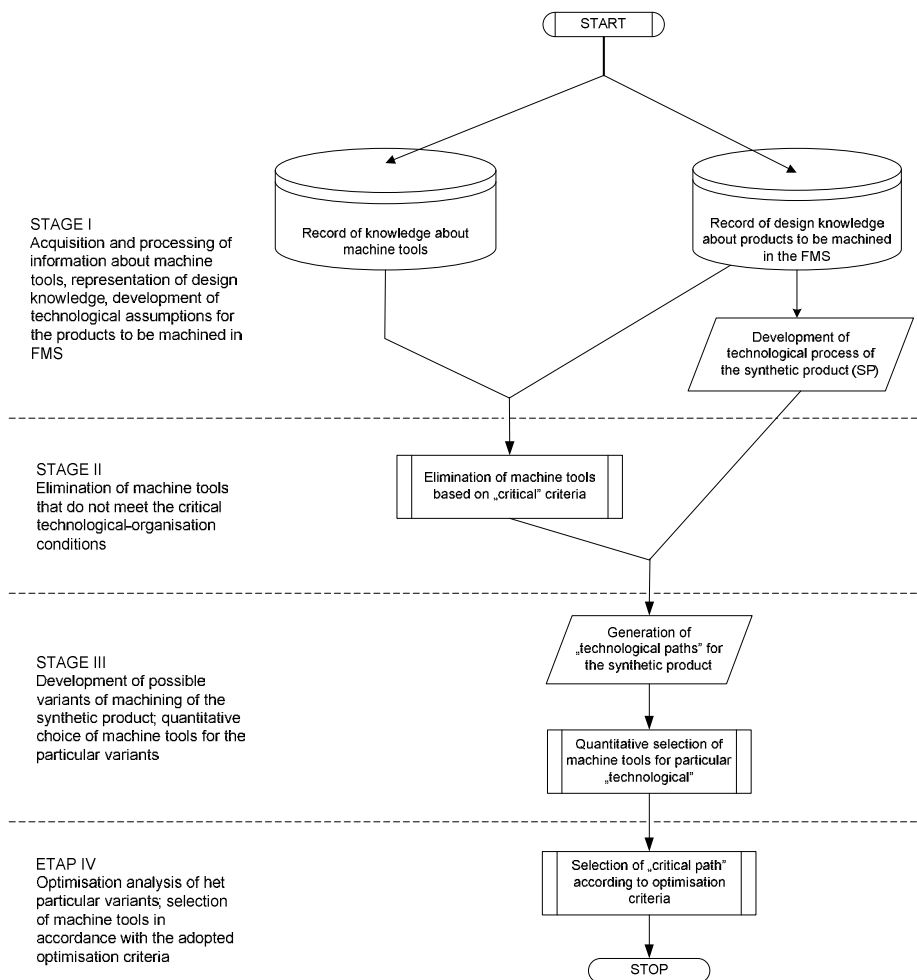 START
STAGE I
Acquisition and processing of
information about machine
tools, representation of design
knowledge, development of
technological assumptions for
the products to be machined in
FMS
Record of knowledge about
machine tools
Record of design knowledge
about products to be machined
in the FMS
Development of
technological process of
the synthetic product (SP)
STAGE II
Elimination of machine tools
that do not meet the critical
technological-organisation
conditions
Elimination of machine tools
based on „critical” criteria
STAGE III
Development of possible
variants of machining of the
synthetic product; quantitative
choice of machine tools for the
particular variants
Generation of
„technological paths” for
the synthetic product
Quantitative selection of
machine tools for particular
„technological”
ETAP IV
Optimisation analysis of het
particular variants; selection
of machine tools in
accordance with the adopted
optimisation criteria
Selection of „critical path”
according to optimisation
criteria
STOP